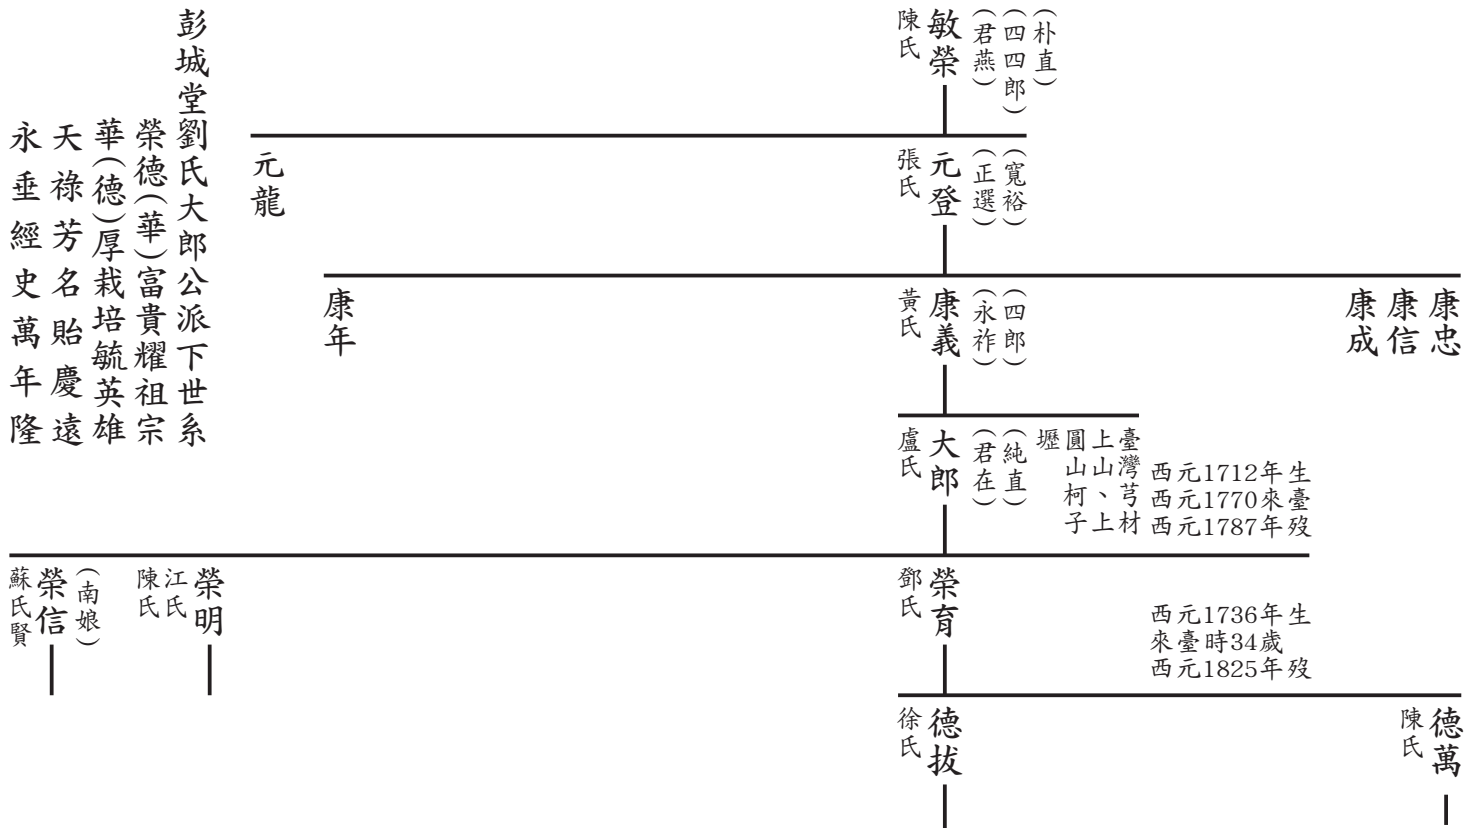 彭城堂劉氏大郎公派下世系
榮德(華)富貴耀祖宗
華(德)厚栽培毓英雄
天祿芳名貽慶遠
永垂經史萬年隆
(朴直)
(四四郎)
(君燕)
敏榮
陳氏
(寬裕)
(正選)
元登
張氏
元龍
康忠
康信
康成
(四郎)
(永祚)
康義
黃氏
康年
西元1712年生
西元1770來臺
西元1787年歿
臺灣芎材
上山、上
圓山柯子
壢
(純直)
(君在)
大郎
盧氏
西元1736年生
來臺時34歲
西元1825年歿
榮育
鄧氏
榮明
江氏
陳氏
(南娘)
榮信
蘇氏賢
德萬
陳氏
德拔
徐氏